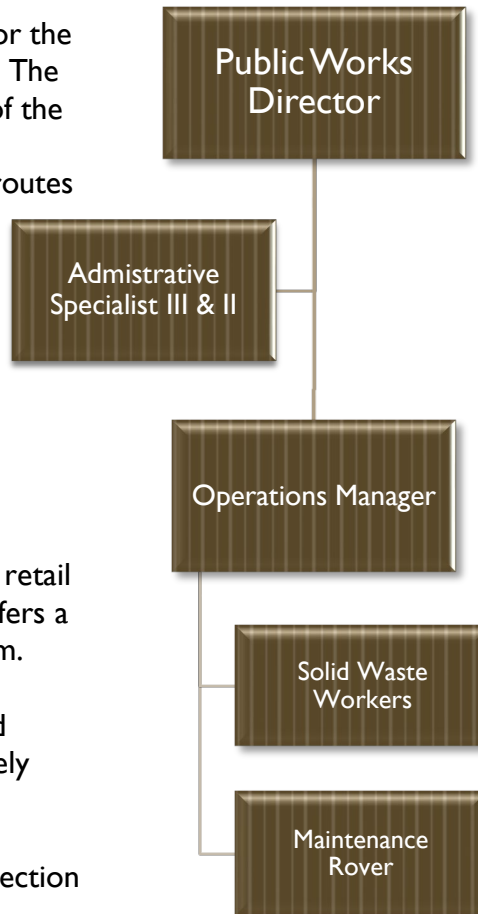 or the
The
of the
routes
retail
fers a
m.
d
ely
ection
Public Works
Director
Admistrative
Specialist III & II
Operations Manager
Solid Waste
Workers
Maintenance
Rover